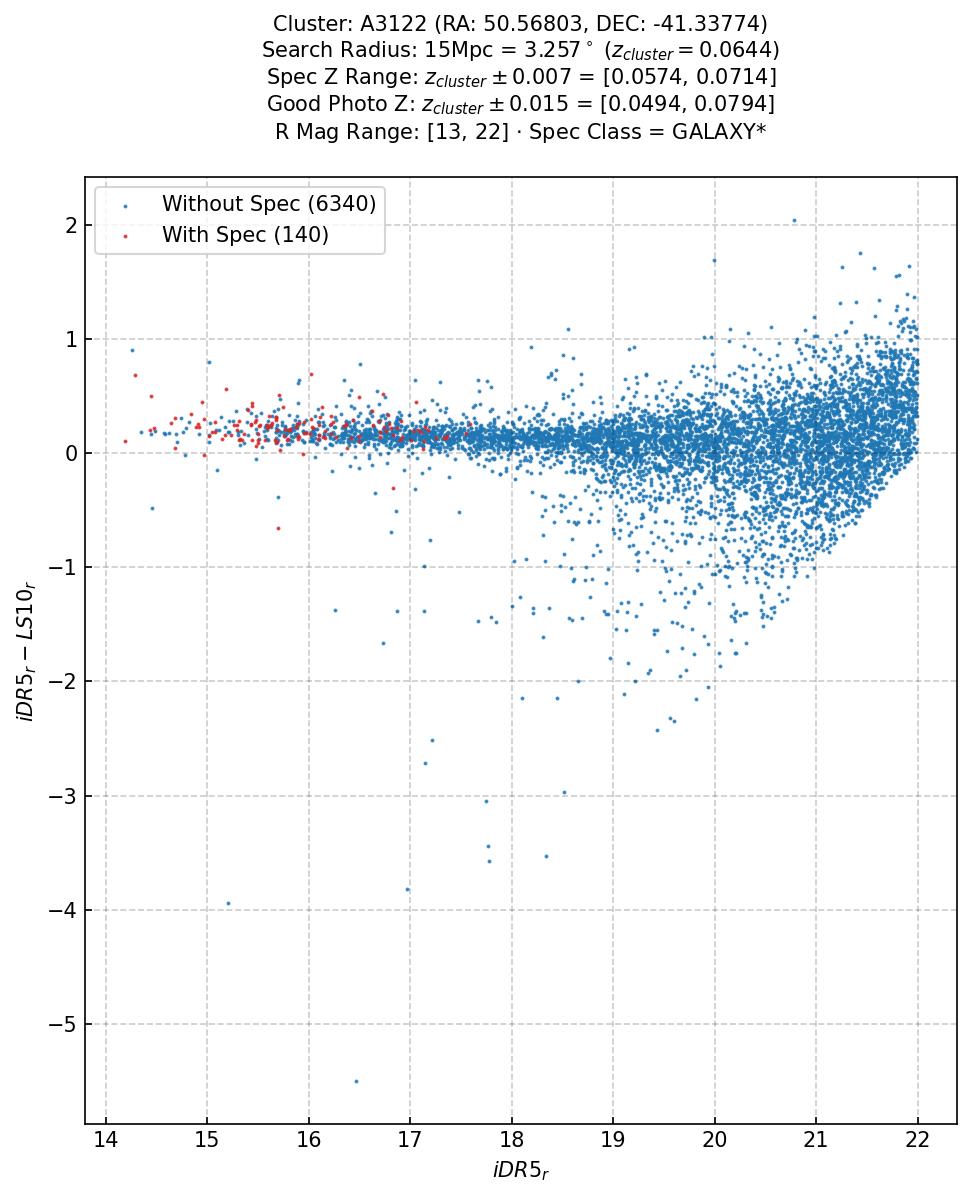 Cluster: A3122 (RA: 50.56803, DEC: -41.33774)
Search Radius: 15Mpc = 3.257° (z_cluster = 0.0644)
Spec Z Range: z_cluster ± 0.007 = [0.0574, 0.0714]
Good Photo Z: z_cluster ± 0.015 = [0.0494, 0.0794]
R Mag Range: [13, 22] · Spec Class = GALAXY*
Without Spec (6340)
With Spec (140)
2
1
0
−1
−2
−3
−4
−5
iDR5_r − LS10_r
14 15 16 17 18 19 20 21 22
iDR5_r